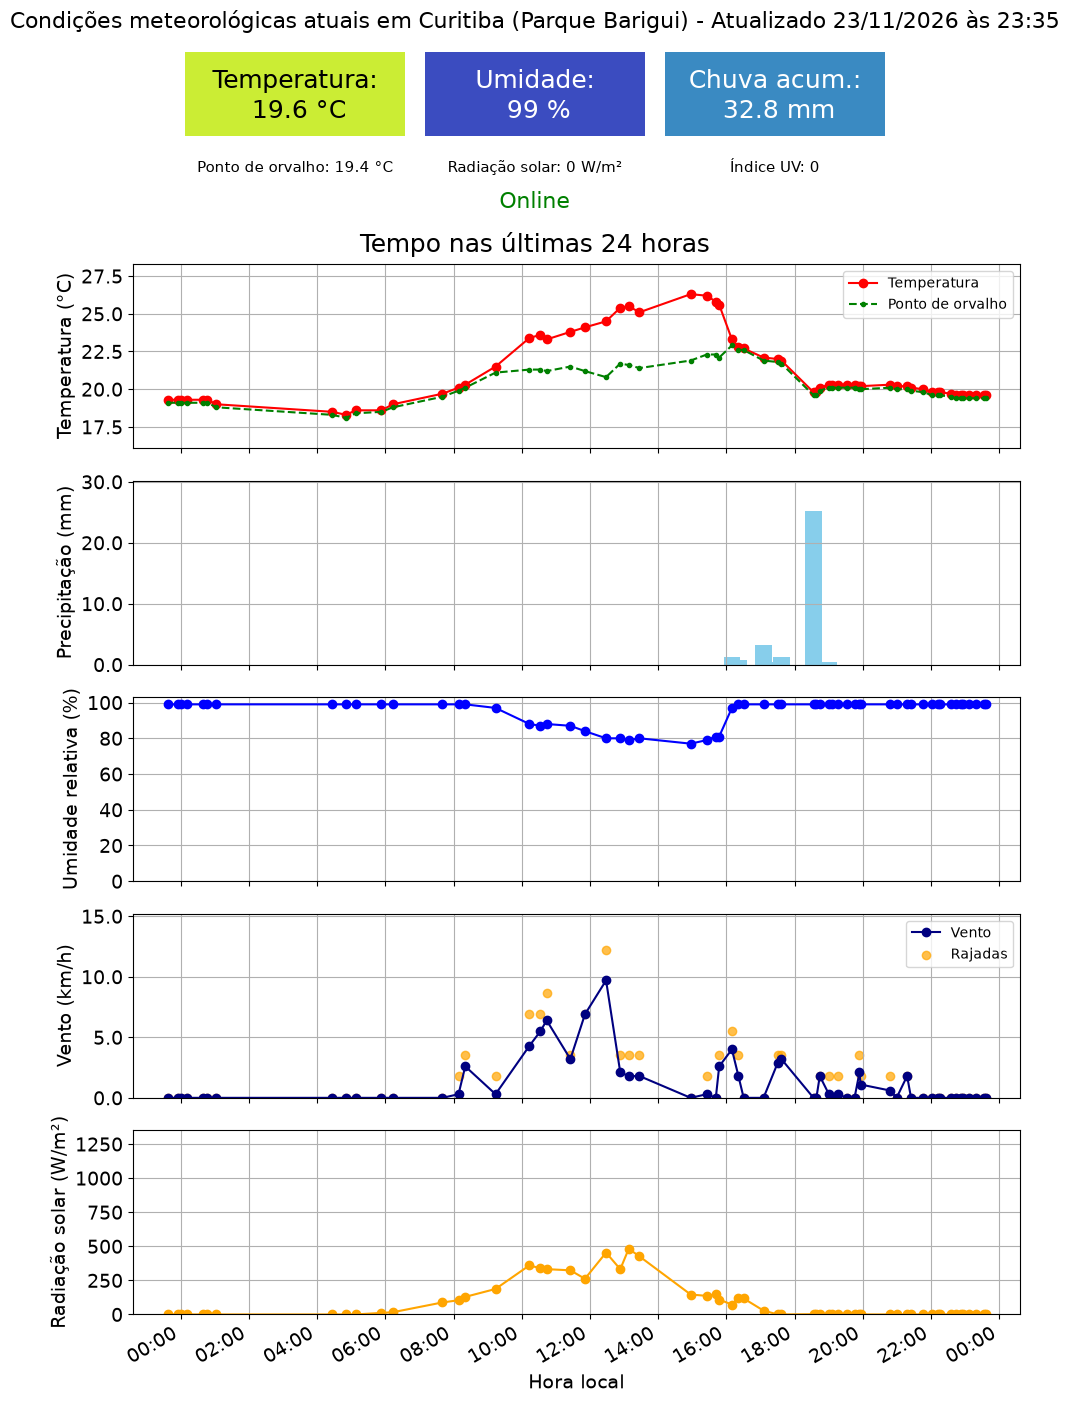 Condições meteorológicas atuais em Curitiba (Parque Barigui) - Atualizado 23/11/2026 às 23:35
Temperatura:
19.6 °C
Umidade:
99 %
Chuva acum.:
32.8 mm
Ponto de orvalho: 19.4 °C
Radiação solar: 0 W/m²
Índice UV: 0
Online
Tempo nas últimas 24 horas
Temperatura (°C)
27.5
25.0
22.5
20.0
17.5
Temperatura
Ponto de orvalho
Precipitação (mm)
30.0
20.0
10.0
0.0
Umidade relativa (%)
100
80
60
40
20
0
Vento (km/h)
15.0
10.0
5.0
0.0
Vento
Rajadas
Radiação solar (W/m²)
1250
1000
750
500
250
0
00:00
02:00
04:00
06:00
08:00
10:00
12:00
14:00
16:00
18:00
20:00
22:00
00:00
Hora local